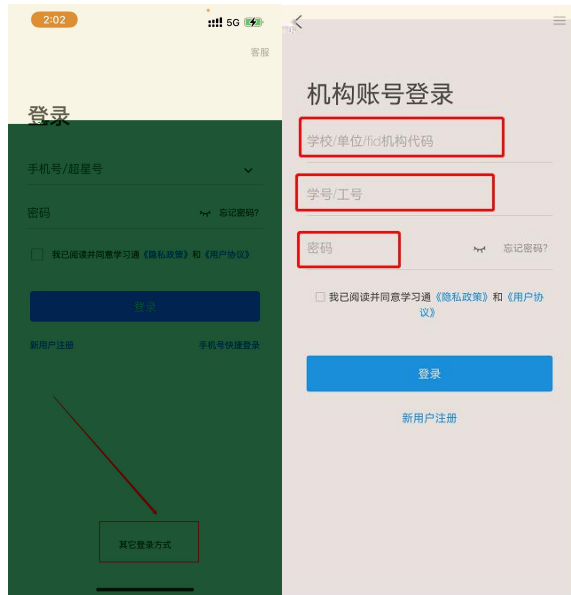 2:02
5G
客服
登录
手机号/超星号
密码
忘记密码?
我已阅读并同意学习通《隐私政策》和《用户协议》
登录
新用户注册
手机号快捷登录
其它登录方式
机构账号登录
学校/单位/fid机构代码
学号/工号
密码
忘记密码?
我已阅读并同意学习通《隐私政策》和《用户协
议》
登录
新用户注册